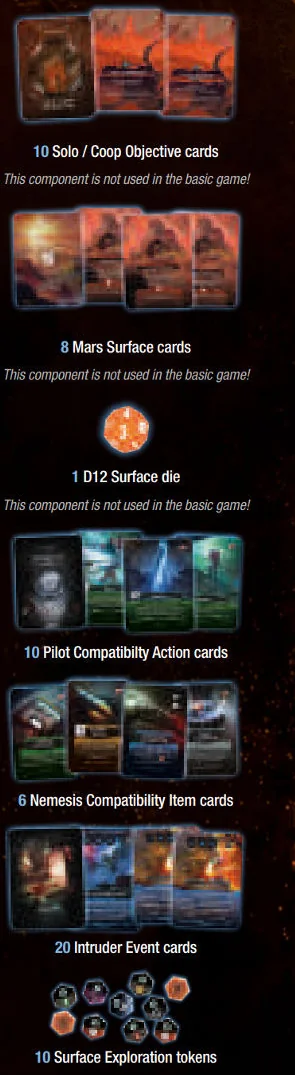 10 Solo / Coop Objective cards
This component is not used in the basic game!
8 Mars Surface cards
This component is not used in the basic game!
1 D12 Surface die
This component is not used in the basic game!
10 Pilot Compatibilty Action cards
6 Nemesis Compatibility Item cards
20 Intruder Event cards
10 Surface Exploration tokens